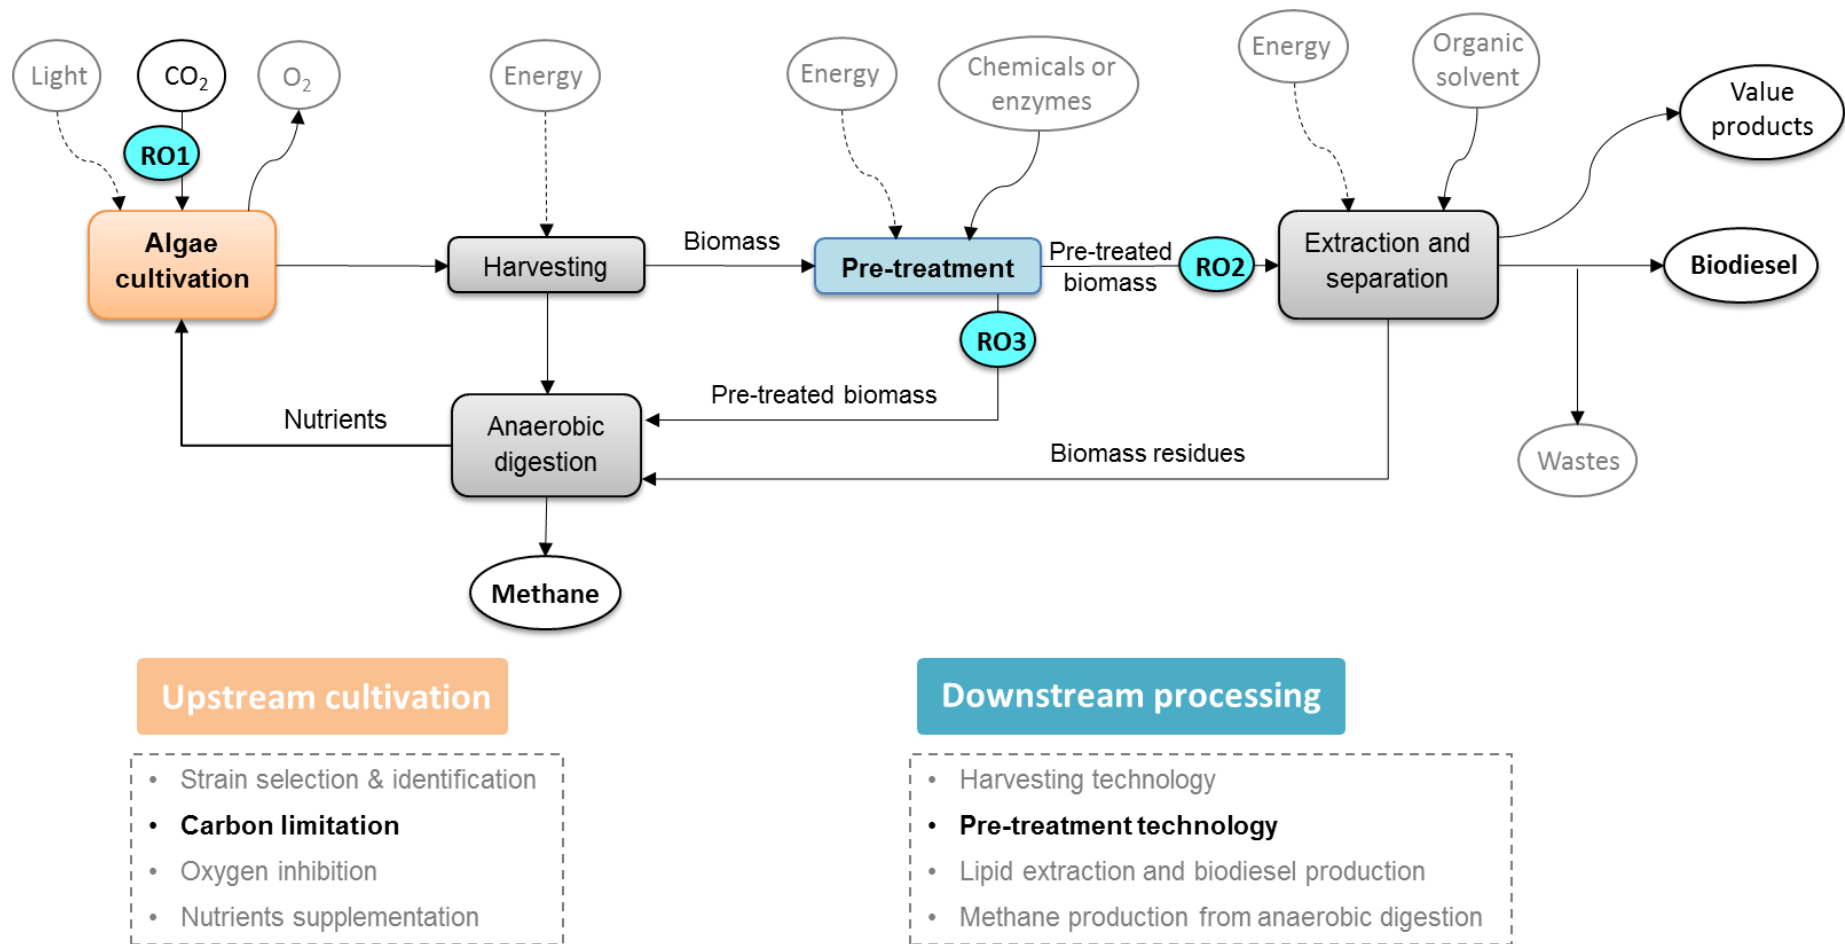 Light
CO2
O2
Energy
Energy
Chemicals or
enzymes
Energy
Organic
solvent
Value
products
RO1
Algae
cultivation
Harvesting
Biomass
Pre-treatment
Pre-treated
biomass
RO2
Extraction and
separation
Biodiesel
RO3
Nutrients
Anaerobic
digestion
Pre-treated biomass
Biomass residues
Wastes
Methane
Upstream cultivation
• Strain selection & identification
• Carbon limitation
• Oxygen inhibition
• Nutrients supplementation
Downstream processing
• Harvesting technology
• Pre-treatment technology
• Lipid extraction and biodiesel production
• Methane production from anaerobic digestion